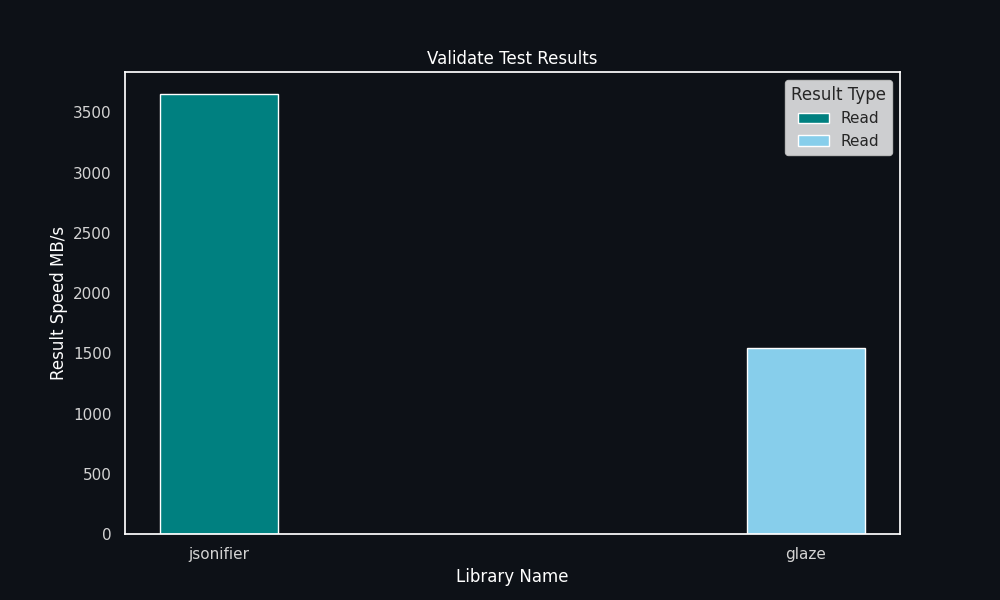 Validate Test Results
Result Type
Read
Read
Result Speed MB/s
3500
3000
2500
2000
1500
1000
500
0
jsonifier
glaze
Library Name